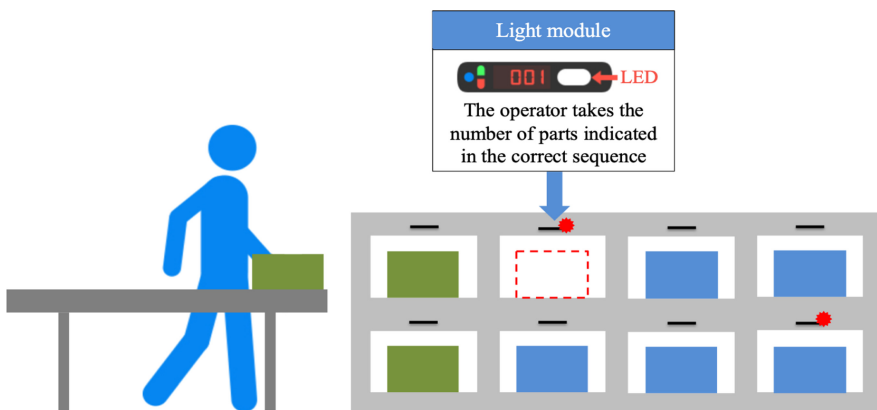 Light module
001
LED
The operator takes the
number of parts indicated
in the correct sequence